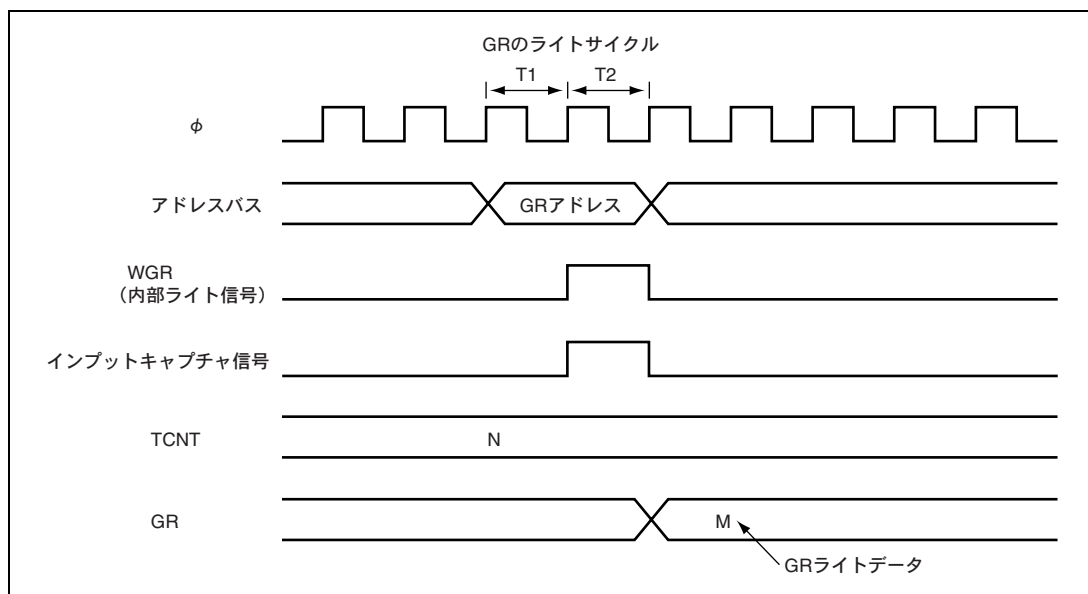 GRのライトサイクル
T1 T2
φ
アドレスバス GRアドレス
WGR
（内部ライト信号）
インプットキャプチャ信号
TCNT N
GR M
GRライトデータ